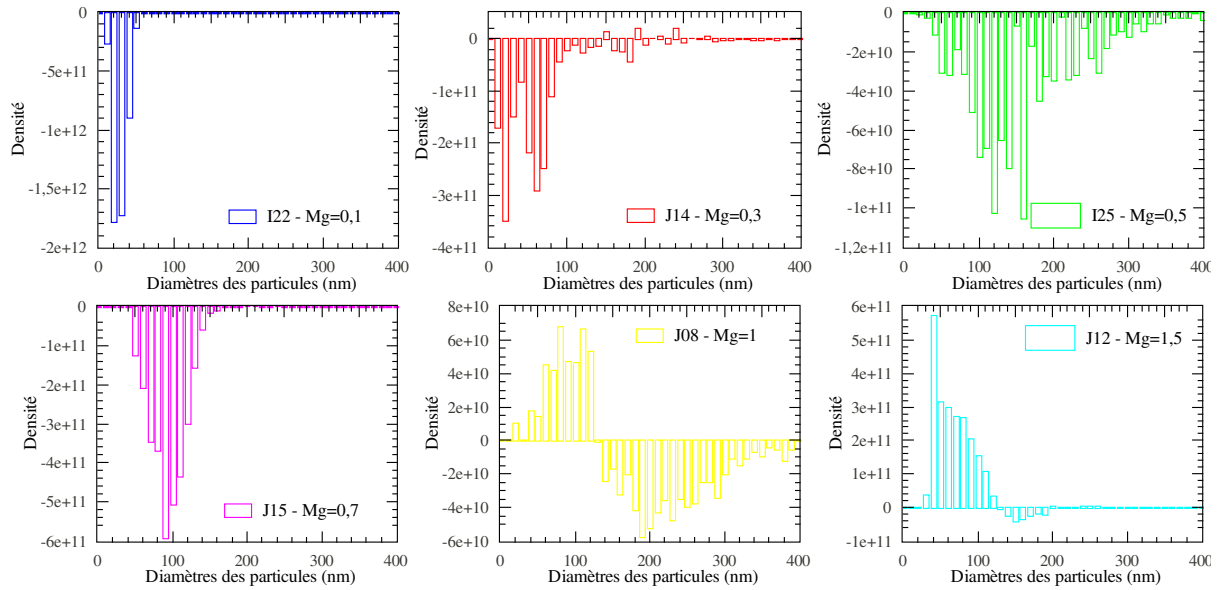 0
-5e+11
-1e+12
-1,5e+12
-2e+12
Densité
I22 - Mg=0,1
0 100 200 300 400
Diamètres des particules (nm)
0
-1e+11
-2e+11
-3e+11
-4e+11
Densité
J14 - Mg=0,3
0 100 200 300 400
Diamètres des particules (nm)
0
-2e+10
-4e+10
-6e+10
-8e+10
-1e+11
-1,2e+11
Densité
I25 - Mg=0,5
0 100 200 300 400
Diamètres des particules (nm)
0
-1e+11
-2e+11
-3e+11
-4e+11
-5e+11
-6e+11
Densité
J15 - Mg=0,7
0 100 200 300 400
Diamètres des particules (nm)
8e+10
6e+10
4e+10
2e+10
0
-2e+10
-4e+10
-6e+10
Densité
J08 - Mg=1
0 100 200 300 400
Diamètres des particules (nm)
6e+11
5e+11
4e+11
3e+11
2e+11
1e+11
0
-1e+11
Densité
J12 - Mg=1,5
0 100 200 300 400
Diamètres des particules (nm)